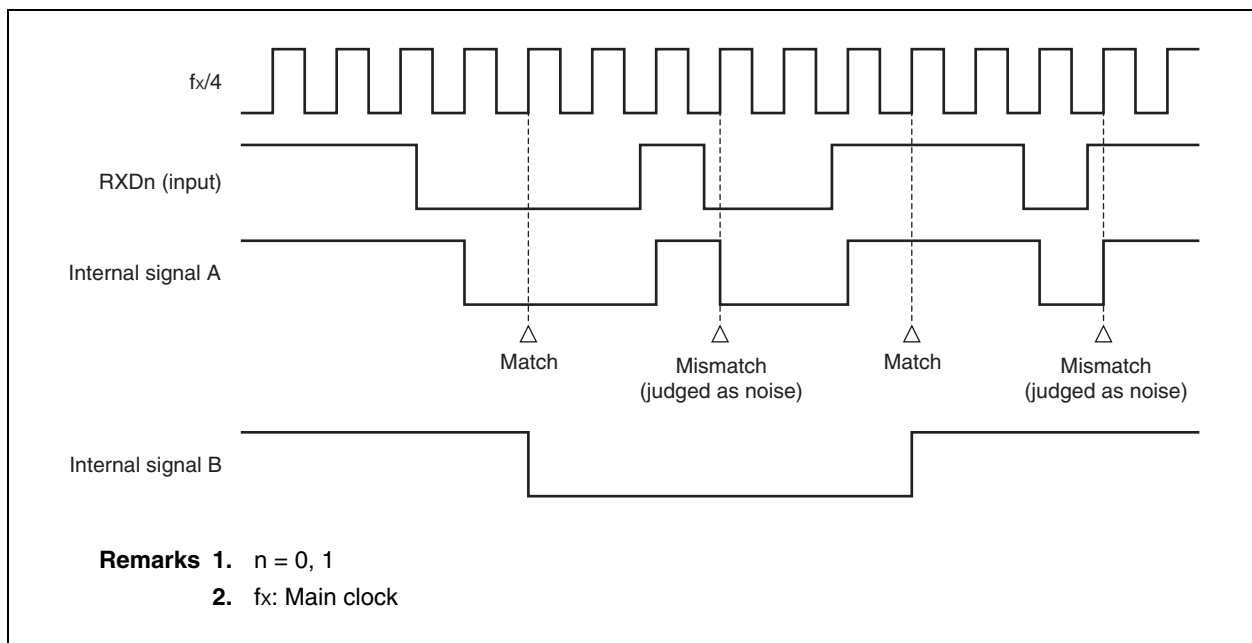 fx/4
RXDn (input)
Internal signal A
Match
Mismatch
(judged as noise)
Match
Mismatch
(judged as noise)
Internal signal B
Remarks 1. n = 0, 1
2. fx: Main clock